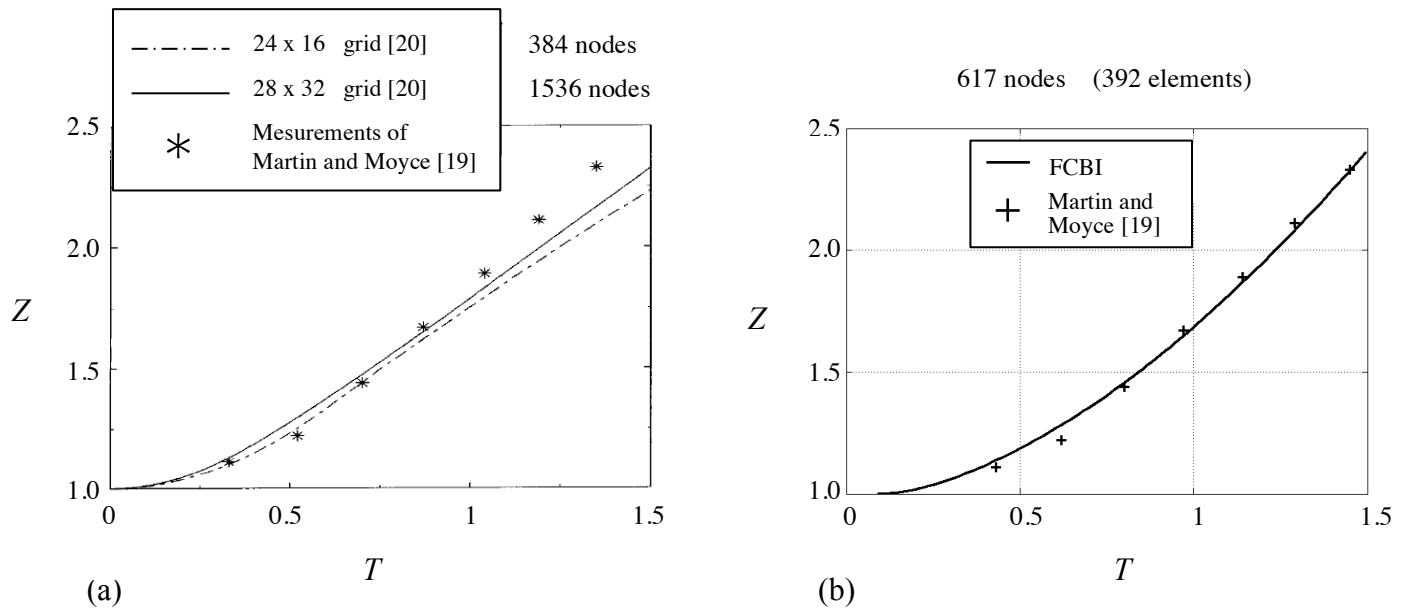 24 x 16 grid [20] 384 nodes
28 x 32 grid [20] 1536 nodes
Mesurements of
Martin and Moyce [19]
2.5
2.0
Z
1.5
1.0
0 0.5 1 1.5
T
(a)
617 nodes (392 elements)
2.5
FCBI
Martin and
Moyce [19]
2.0
Z
1.5
1.0
0 0.5 1 1.5
T
(b)